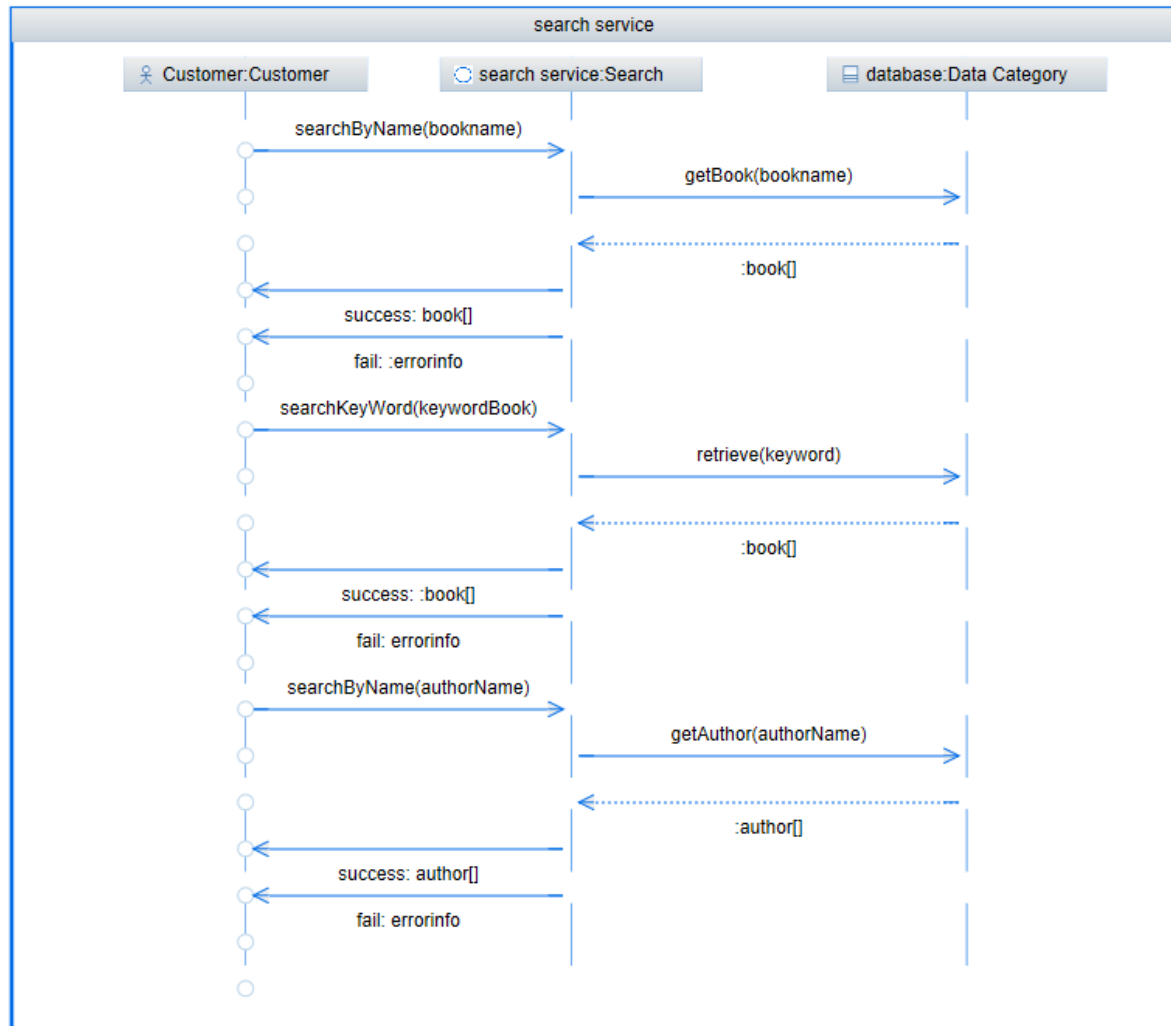 search service
Customer:Customer
search service:Search
database:Data Category
searchByName(bookname)
getBook(bookname)
:book[]
success: book[]
fail: :errorinfo
searchKeyWord(keywordBook)
retrieve(keyword)
:book[]
success: :book[]
fail: errorinfo
searchByName(authorName)
getAuthor(authorName)
:author[]
success: author[]
fail: errorinfo